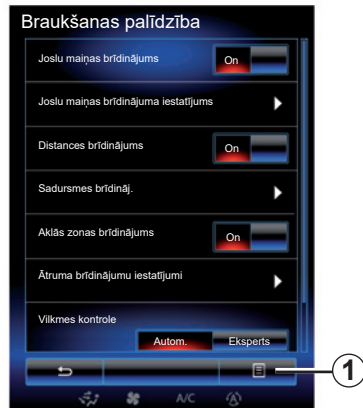 Braukšanas palīdzība
Joslu maiņas brīdinājums On
Joslu maiņas brīdinājuma iestatījums
Distances brīdinājums On
Sadursmes brīdināj.
Aklās zonas brīdinājums On
Ātruma brīdinājumu iestatījumi
Vilkmes kontrole
Autom. Eksperts
1
A/C A